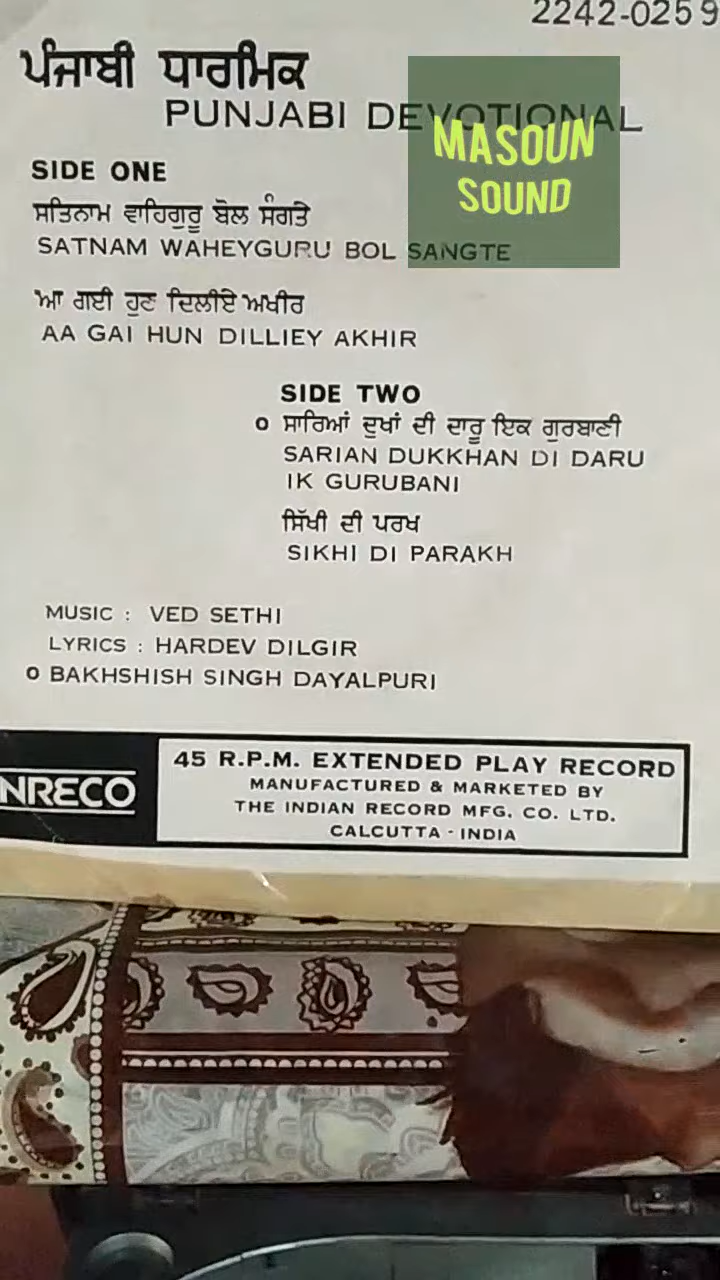 2242-0259
ਪੰਜਾਬੀ ਧਾਰਮਿਕ
PUNJABI DEVOTIONAL
MASOUN
SOUND
SIDE ONE
ਸਤਿਨਾਮ ਵਾਹਿਗੁਰੂ ਬੋਲ ਸੰਗਤੇ
SATNAM WAHEYGURU BOL SANGTE
ਆ ਗਈ ਹੁਣ ਦਿਲੀਏ ਅਖੀਰ
AA GAI HUN DILLIEY AKHIR
SIDE TWO
o ਸਾਰਿਆਂ ਦੁਖਾਂ ਦੀ ਦਾਰੂ ਇਕ ਗੁਰਬਾਣੀ
SARIAN DUKKHAN DI DARU
IK GURUBANI
ਸਿੱਖੀ ਦੀ ਪਰਖ
SIKHI DI PARAKH
MUSIC : VED SETHI
LYRICS : HARDEV DILGIR
o BAKHSHISH SINGH DAYALPURI
NRECO
45 R.P.M. EXTENDED PLAY RECORD
MANUFACTURED & MARKETED BY
THE INDIAN RECORD MFG. CO. LTD.
CALCUTTA - INDIA